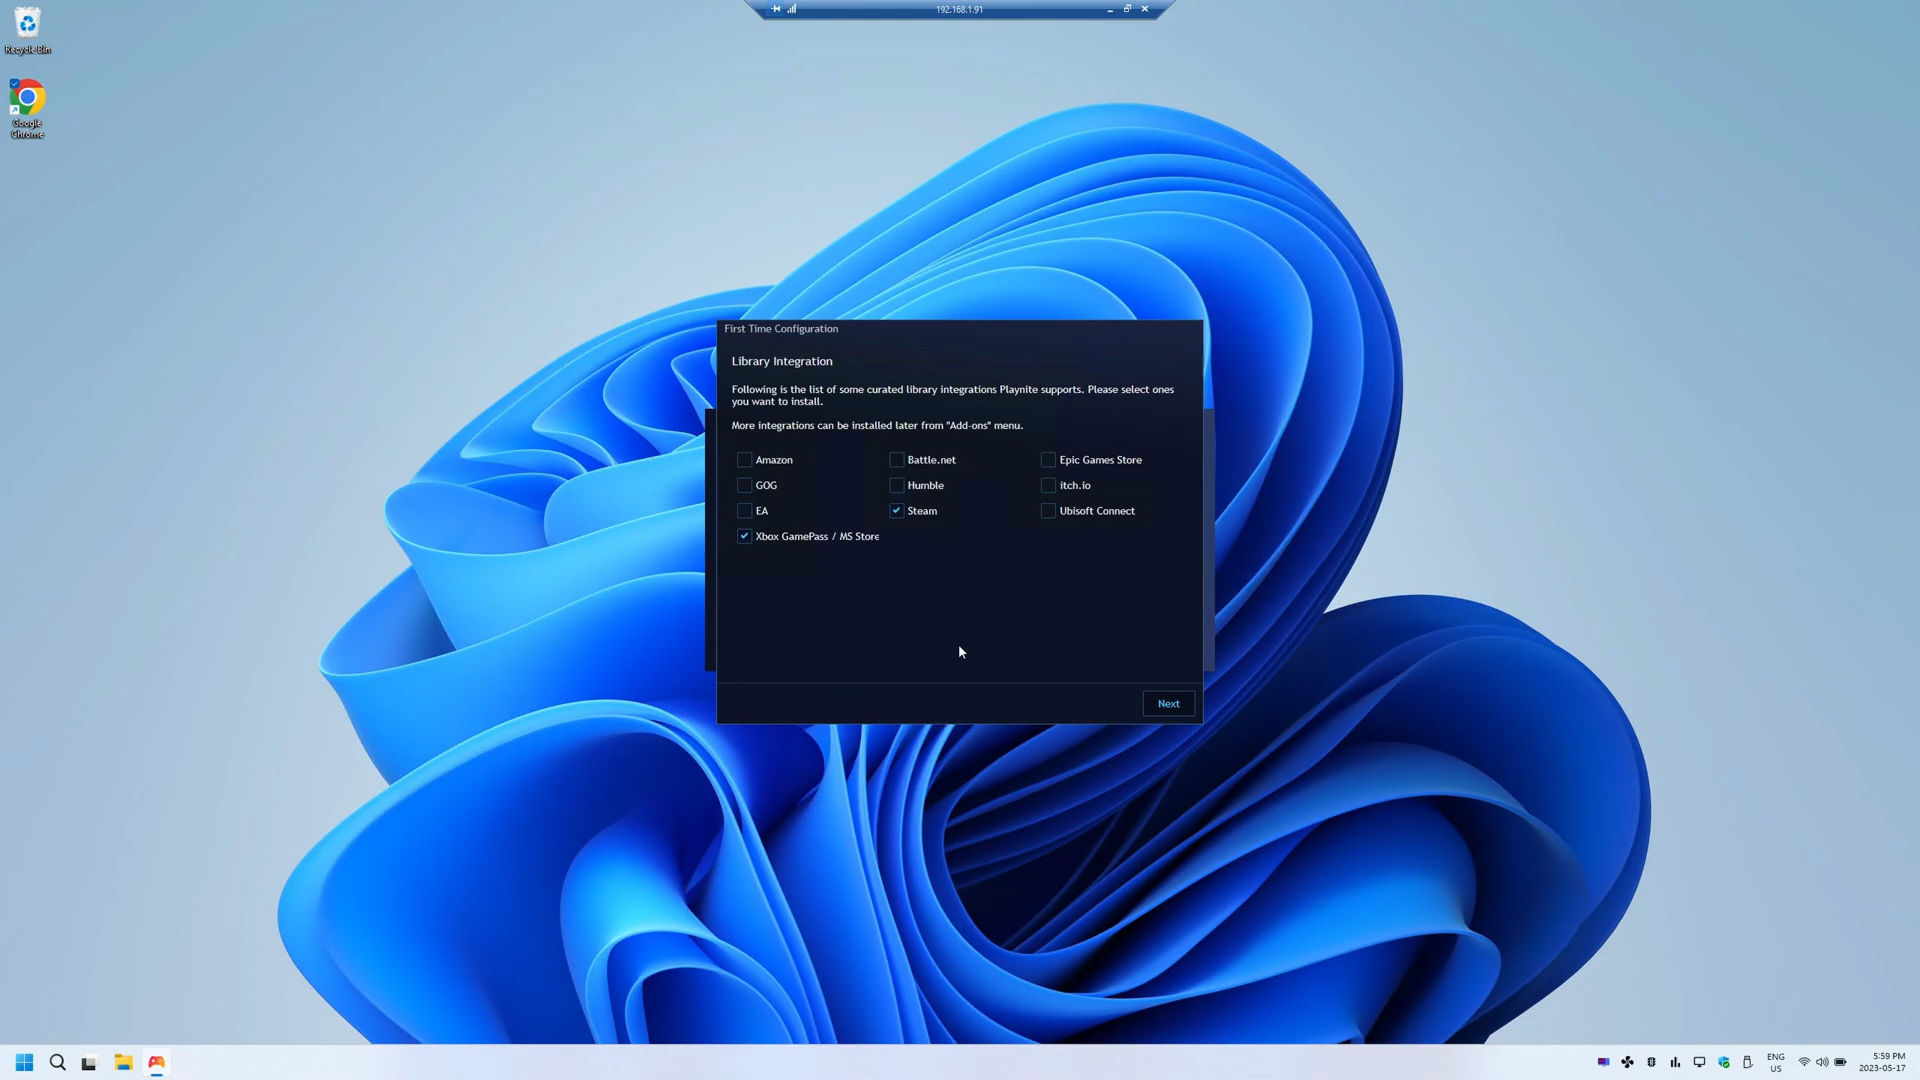 192.168.1.91
Recycle Bin
Google
Chrome
First Time Configuration
Library Integration
Following is the list of some curated library integrations Playnite supports. Please select ones
you want to install.
More integrations can be installed later from "Add-ons" menu.
Amazon
Battle.net
Epic Games Store
GOG
Humble
itch.io
EA
Steam
Ubisoft Connect
Xbox GamePass / MS Store
Next
ENG
US
5:59 PM
2023-05-17